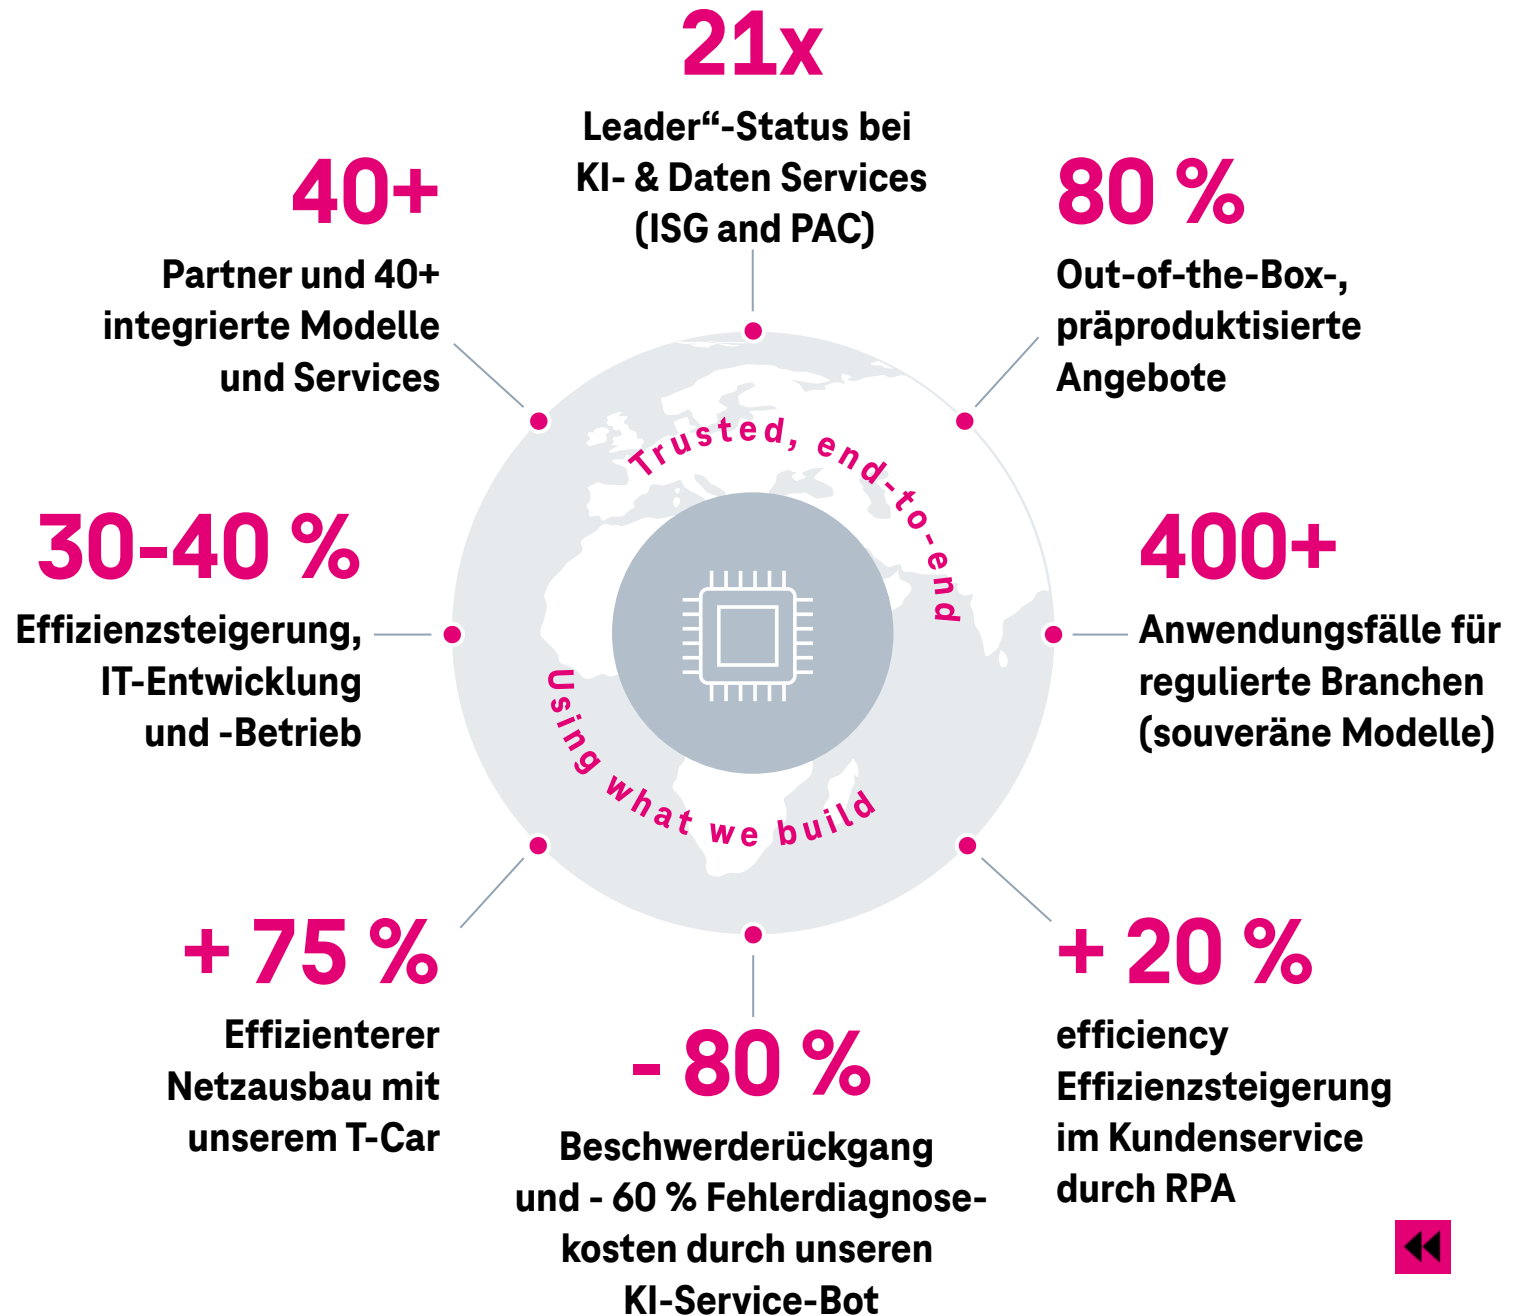 21x
Leader“-Status bei
KI- & Daten Services
(ISG and PAC)
40+
Partner und 40+
integrierte Modelle
und Services
80 %
Out-of-the-Box-,
präproduktisierte
Angebote
Trusted, end-to-end
Using what we build
30-40 %
Effizienzsteigerung,
IT-Entwicklung
und -Betrieb
400+
Anwendungsfälle für
regulierte Branchen
(souveräne Modelle)
+ 75 %
Effizienterer
Netzausbau mit
unserem T-Car
- 80 %
Beschwerderückgang
und - 60 % Fehlerdiagnose-
kosten durch unseren
KI-Service-Bot
+ 20 %
efficiency
Effizienzsteigerung
im Kundenservice
durch RPA